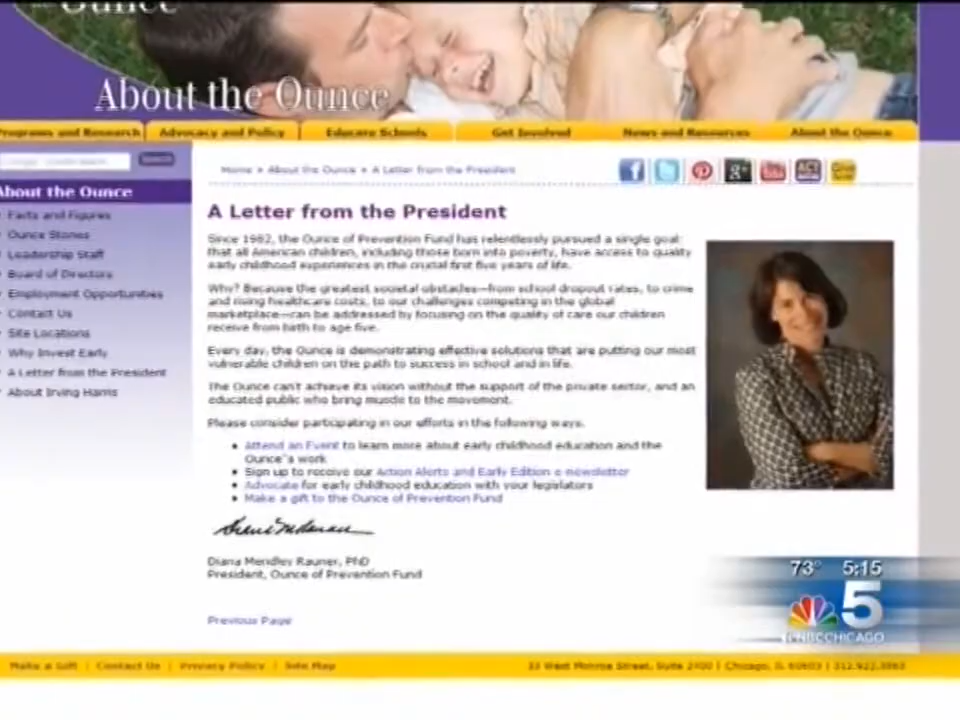 Ounce
About the Ounce
Programs and Research
Advocacy and Policy
Educare Schools
Get Involved
News and Resources
About the Ounce
Search
About the Ounce
Home » About the Ounce » A Letter from the President
Facts and Figures
Ounce Stories
Leadership Staff
Board of Directors
Employment Opportunities
Contact Us
Site Locations
Why Invest Early
A Letter from the President
About Irving Harris
A Letter from the President
Since 1982, the Ounce of Prevention Fund has relentlessly pursued a single goal:
that all American children, including those born into poverty, have access to quality
early childhood experiences in the crucial first five years of life.
Why? Because the greatest societal obstacles—from school dropout rates, to crime
and rising healthcare costs, to our challenges competing in the global
marketplace—can be addressed by focusing on the quality of care our children
receive from birth to age five.
Every day, the Ounce is demonstrating effective solutions that are putting our most
vulnerable children on the path to success in school and in life.
The Ounce can't achieve its vision without the support of the private sector, and an
educated public who bring muscle to the movement.
Please consider participating in our efforts in the following ways.
• Attend an Event to learn more about early childhood education and the
Ounce's work
• Sign up to receive our Action Alerts and Early Edition e-newsletter
• Advocate for early childhood education with your legislators
• Make a gift to the Ounce of Prevention Fund
Diana Mendley Rauner, PhD
President, Ounce of Prevention Fund
Previous Page
73° 5:15
5
NBCCHICAGO
Make a Gift | Contact Us | Privacy Policy | Site Map
33 West Monroe Street, Suite 2400 | Chicago, IL 60603 | 312.922.3863